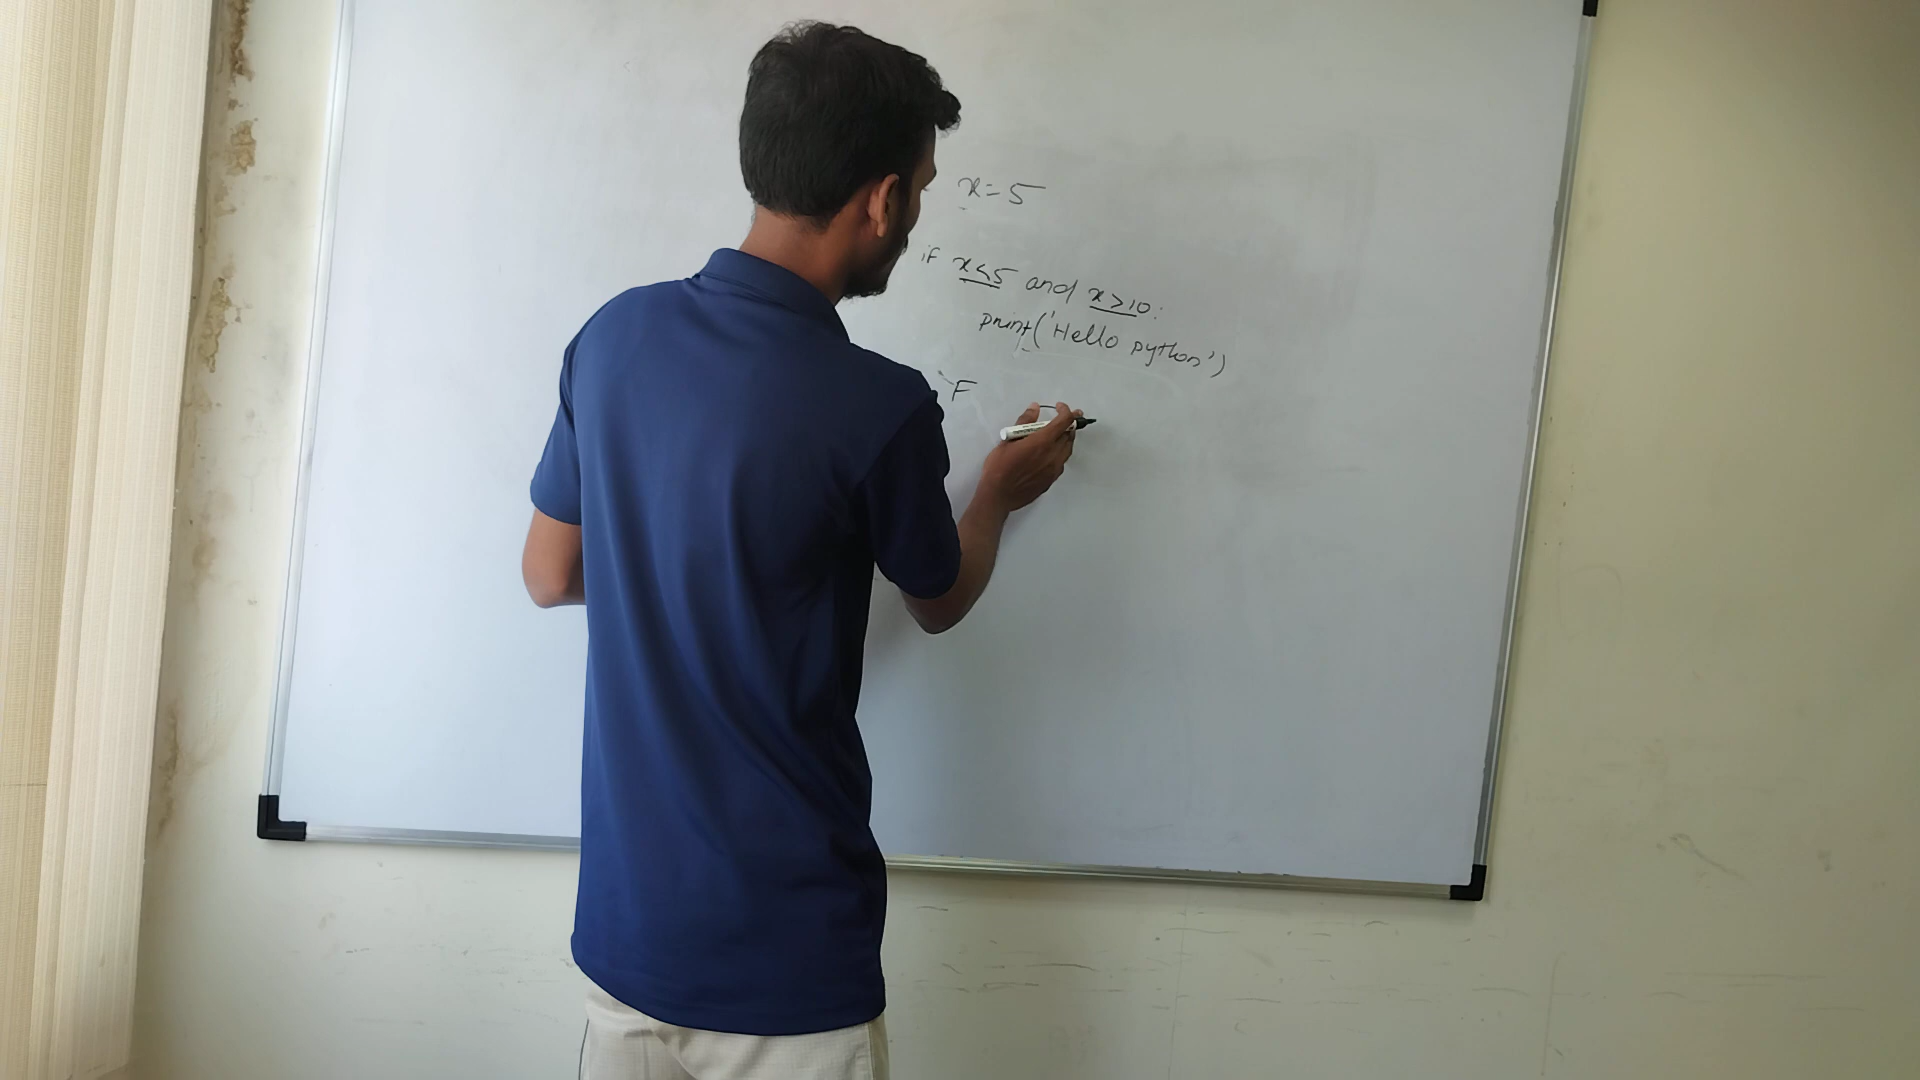 x=5
if x<5 and x>10:
print('Hello python')
F